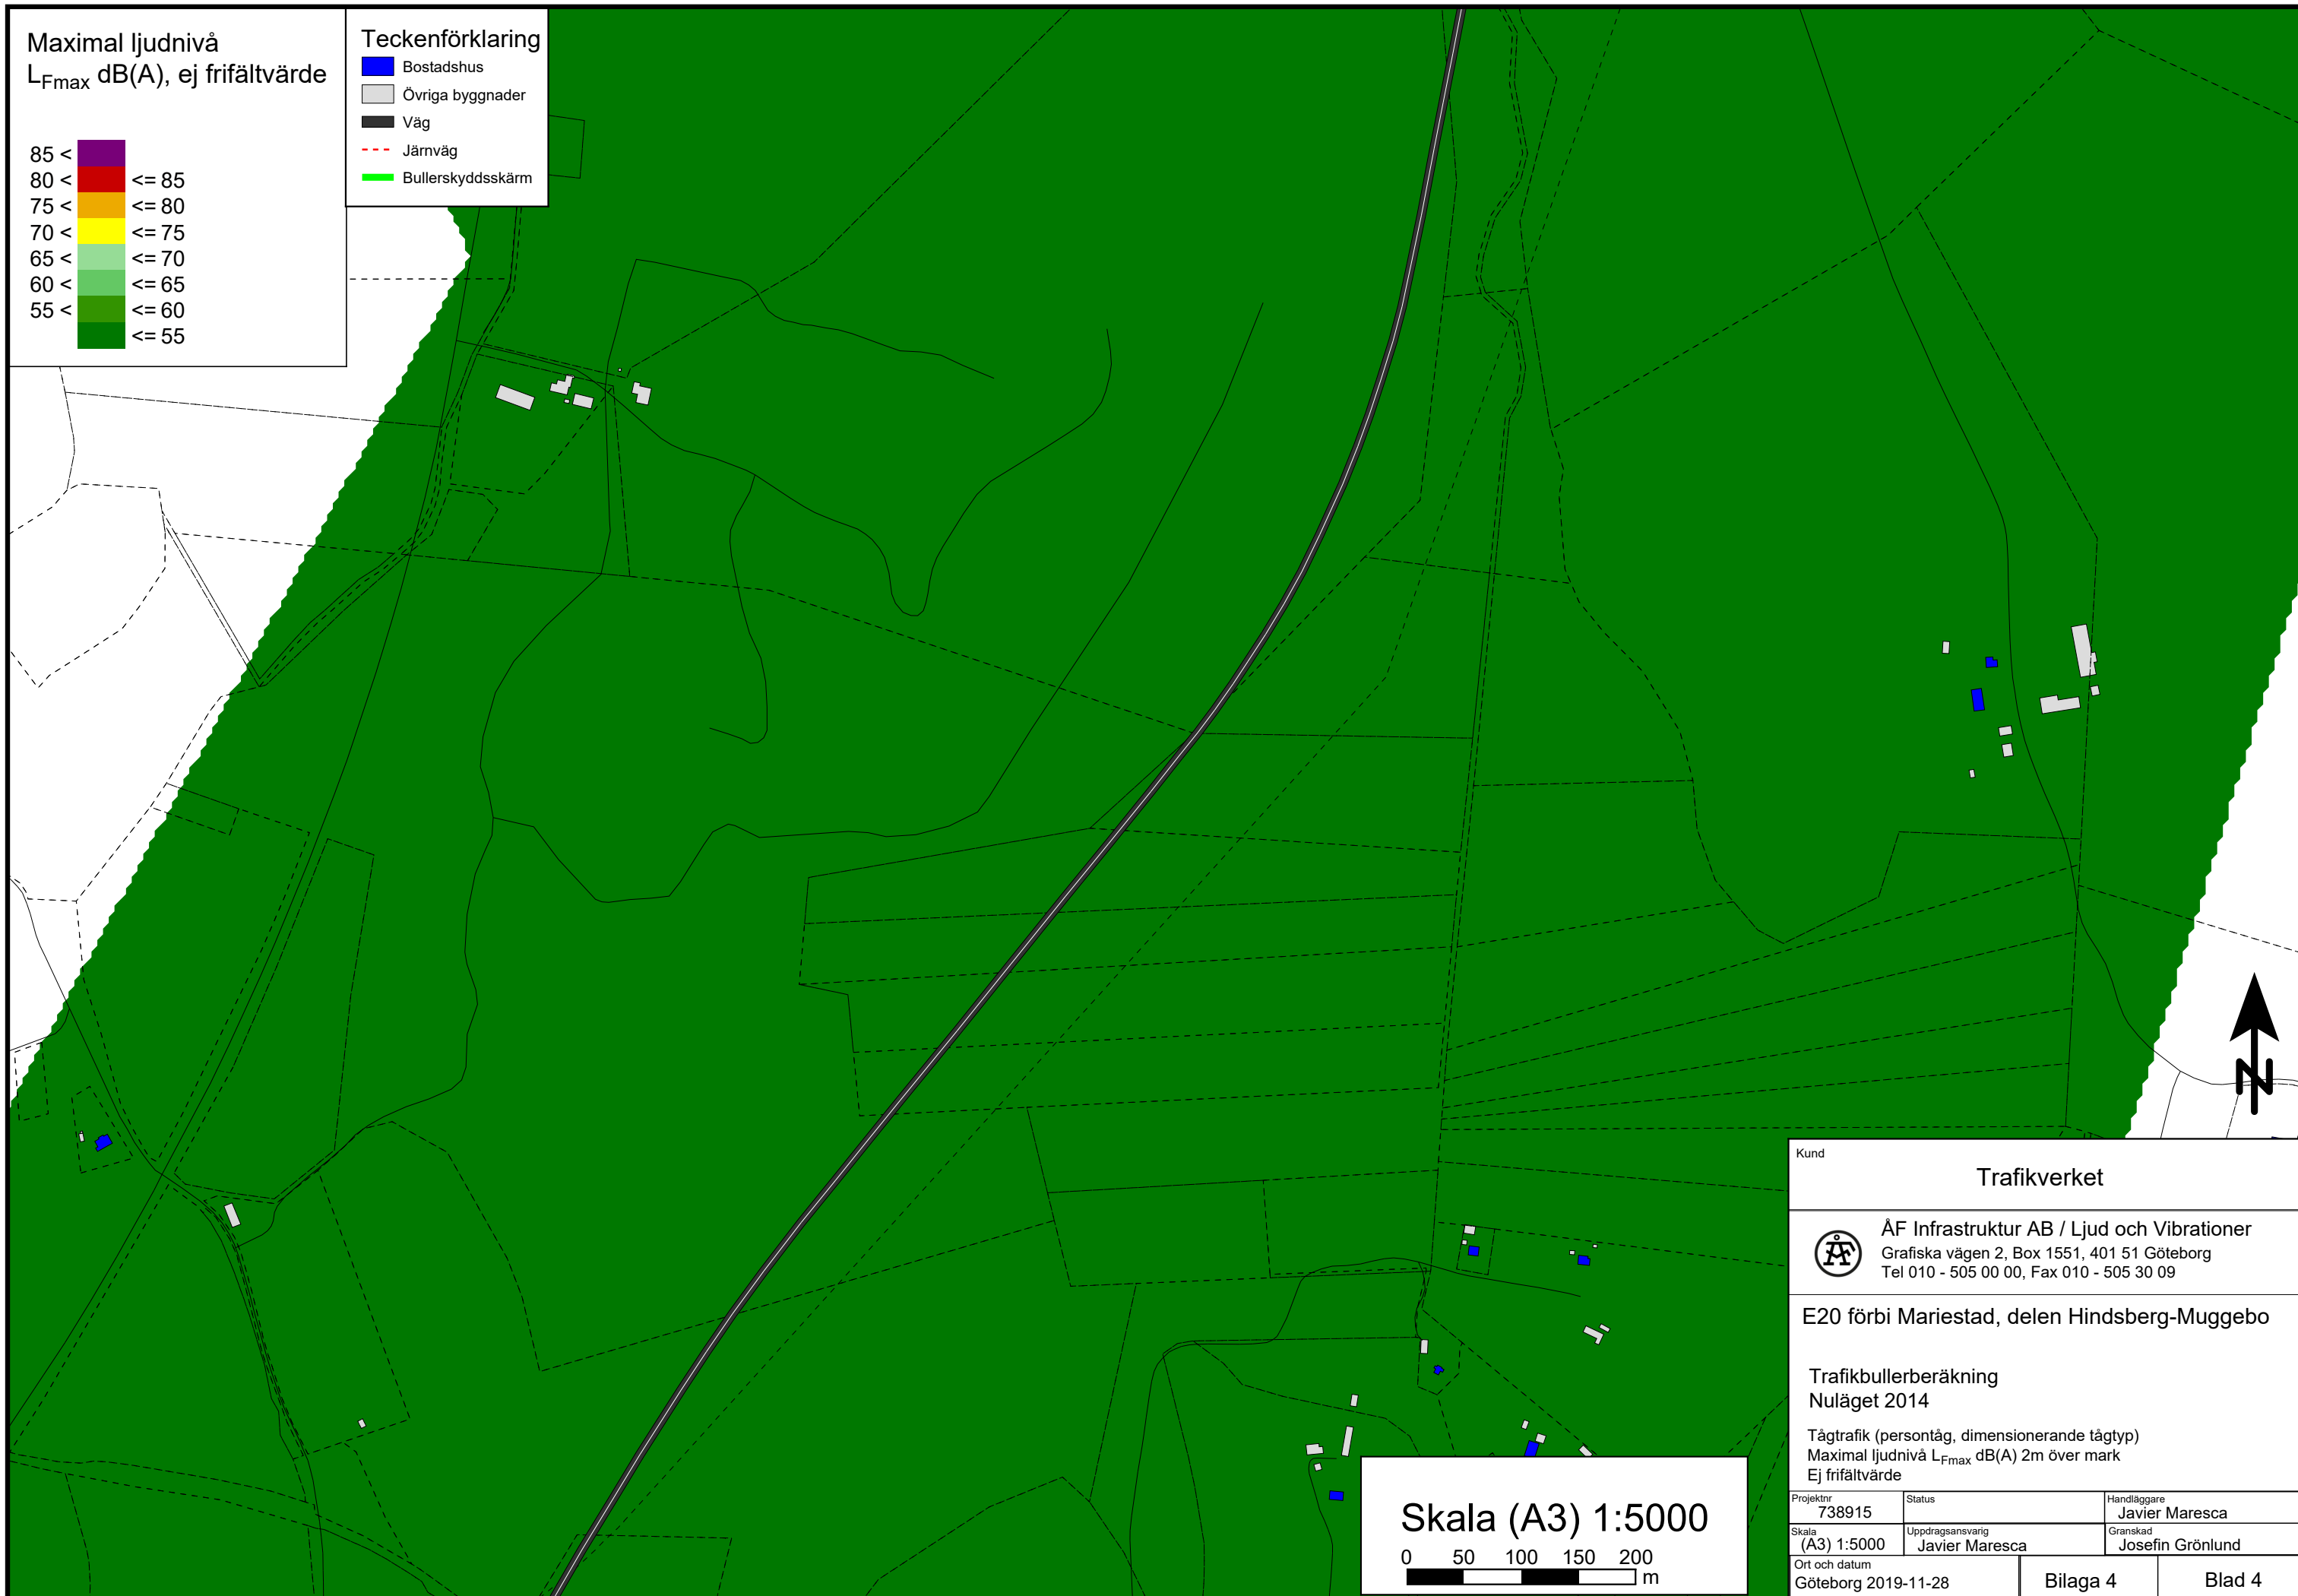 Maximal ljudnivå
LFmax dB(A), ej frifältvärde
85 <
80 < <= 85
75 < <= 80
70 < <= 75
65 < <= 70
60 < <= 65
55 < <= 60
<= 55
Teckenförklaring
Bostadshus
Övriga byggnader
Väg
Järnväg
Bullerskyddsskärm
N
Skala (A3) 1:5000
0 50 100 150 200
m
Kund
Trafikverket
ÅF
ÅF Infrastruktur AB / Ljud och Vibrationer
Grafiska vägen 2, Box 1551, 401 51 Göteborg
Tel 010 - 505 00 00, Fax 010 - 505 30 09
E20 förbi Mariestad, delen Hindsberg-Muggebo
Trafikbullerberäkning
Nuläget 2014
Tågtrafik (persontåg, dimensionerande tågtyp)
Maximal ljudnivå LFmax dB(A) 2m över mark
Ej frifältvärde
Projektnr Status Handläggare
738915 Javier Maresca
Skala Uppdragsansvarig Granskad
(A3) 1:5000 Javier Maresca Josefin Grönlund
Ort och datum
Göteborg 2019-11-28 Bilaga 4 Blad 4